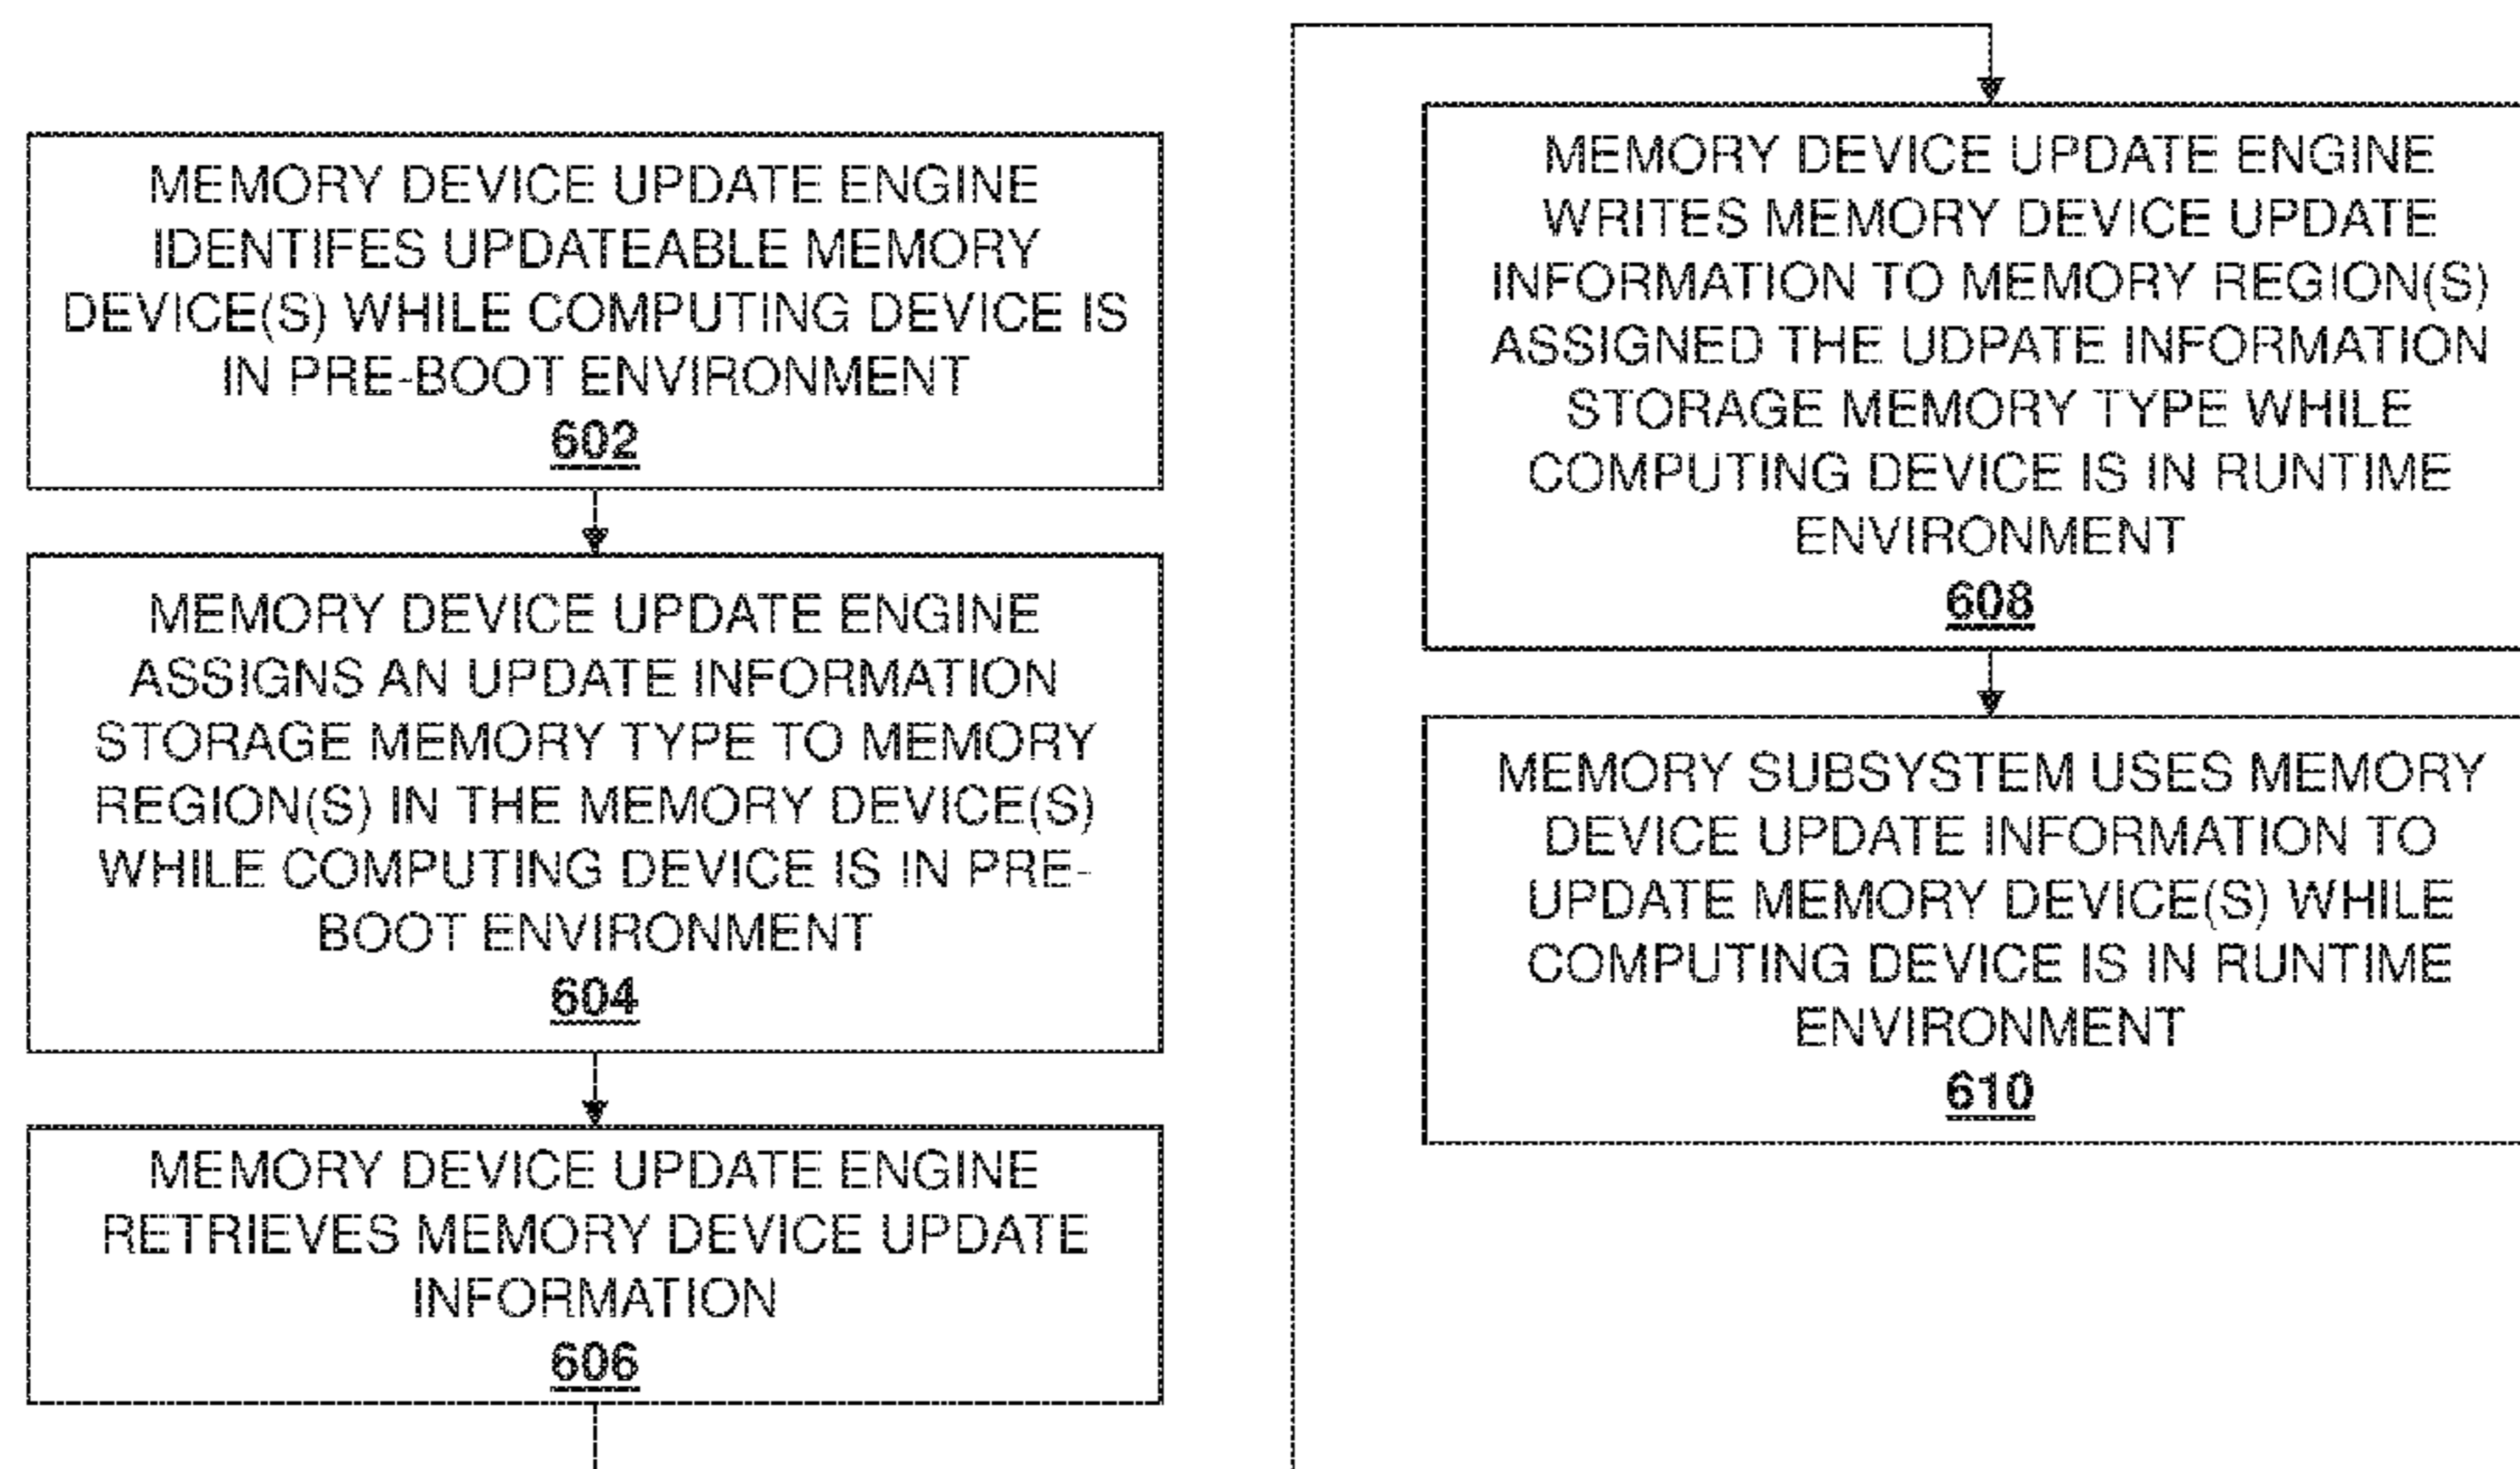 MEMORY DEVICE UPDATE ENGINE
IDENTIFES UPDATEABLE MEMORY
DEVICE(S) WHILE COMPUTING DEVICE IS
IN PRE-BOOT ENVIRONMENT
602
MEMORY DEVICE UPDATE ENGINE
ASSIGNS AN UPDATE INFORMATION
STORAGE MEMORY TYPE TO MEMORY
REGION(S) IN THE MEMORY DEVICE(S)
WHILE COMPUTING DEVICE IS IN PRE-
BOOT ENVIRONMENT
604
MEMORY DEVICE UPDATE ENGINE
RETRIEVES MEMORY DEVICE UPDATE
INFORMATION
606
MEMORY DEVICE UPDATE ENGINE
WRITES MEMORY DEVICE UPDATE
INFORMATION TO MEMORY REGION(S)
ASSIGNED THE UDPATE INFORMATION
STORAGE MEMORY TYPE WHILE
COMPUTING DEVICE IS IN RUNTIME
ENVIRONMENT
608
MEMORY SUBSYSTEM USES MEMORY
DEVICE UPDATE INFORMATION TO
UPDATE MEMORY DEVICE(S) WHILE
COMPUTING DEVICE IS IN RUNTIME
ENVIRONMENT
610